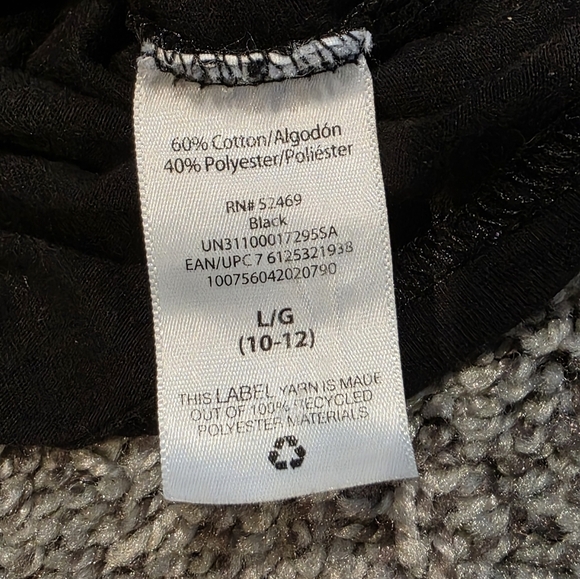 60% Cotton/Algodón
40% Polyester/Poliéster
RN# 52469
Black
UN31100017295SA
EAN/UPC 7 6125321938
100756042020790
L/G
(10-12)
THIS LABEL YARN IS MADE
OUT OF 100% RECYCLED
POLYESTER MATERIALS